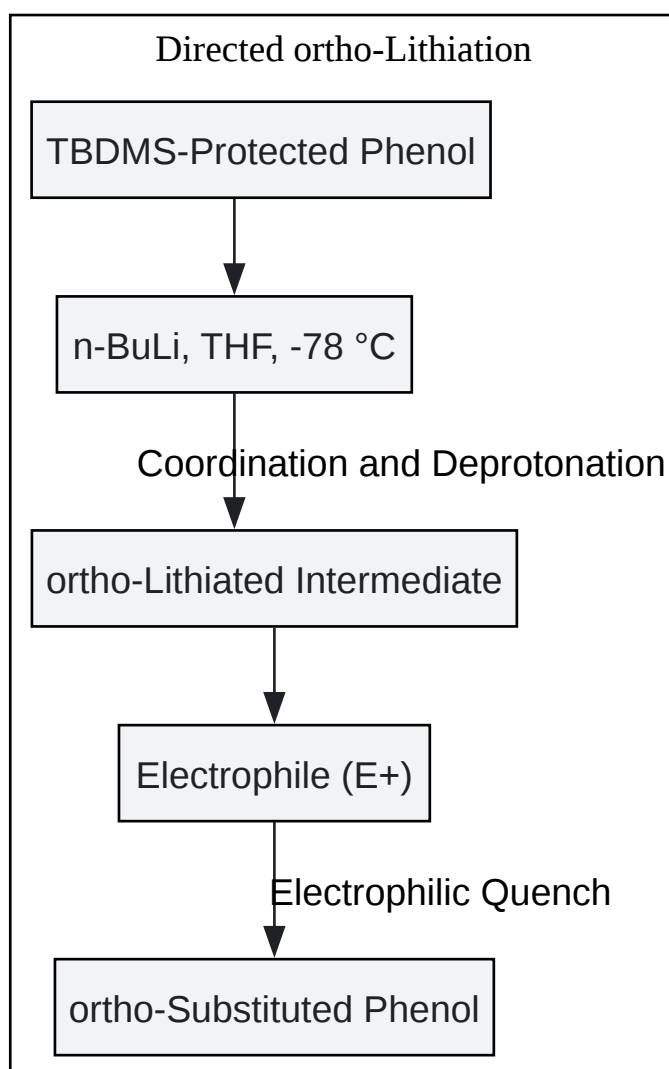 Directed ortho-Lithiation
TBDMS-Protected Phenol
n-BuLi, THF, -78 °C
Coordination and Deprotonation
ortho-Lithiated Intermediate
Electrophile (E+)
Electrophilic Quench
ortho-Substituted Phenol